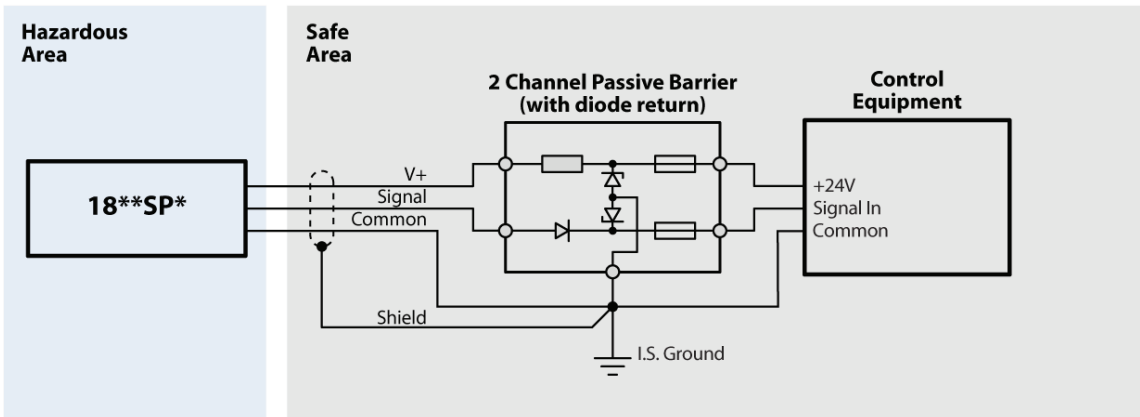 Hazardous
Area
Safe
Area
2 Channel Passive Barrier
(with diode return)
Control
Equipment
18**SP*
V+
Signal
Common
Shield
+24V
Signal In
Common
I.S. Ground